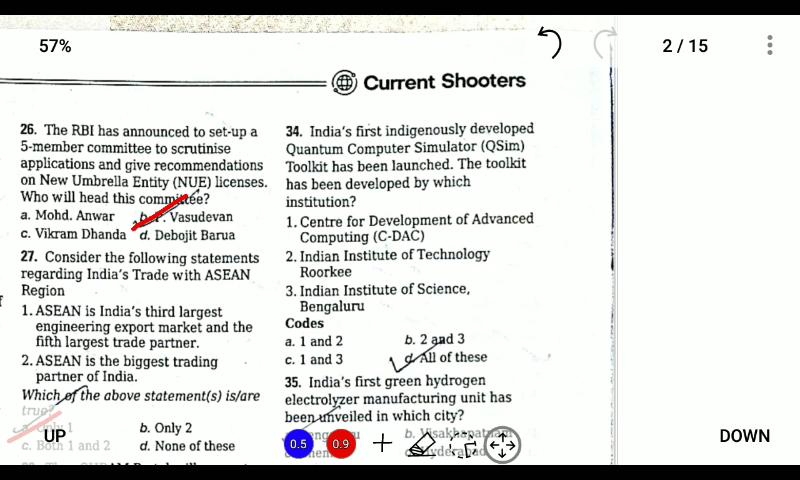 57%
2 / 15
Current Shooters
26. The RBI has announced to set-up a
5-member committee to scrutinise
applications and give recommendations
on New Umbrella Entity (NUE) licenses.
Who will head this committee?
a. Mohd. Anwar b. P. Vasudevan
c. Vikram Dhanda d. Debojit Barua
27. Consider the following statements
regarding India's Trade with ASEAN
Region
1. ASEAN is India's third largest
engineering export market and the
fifth largest trade partner.
2. ASEAN is the biggest trading
partner of India.
Which of the above statement(s) is/are
true?
a. Only 1 b. Only 2
c. Both 1 and 2 d. None of these
34. India's first indigenously developed
Quantum Computer Simulator (QSim)
Toolkit has been launched. The toolkit
has been developed by which
institution?
1. Centre for Development of Advanced
Computing (C-DAC)
2. Indian Institute of Technology
Roorkee
3. Indian Institute of Science,
Bengaluru
Codes
a. 1 and 2 b. 2 and 3
c. 1 and 3 d. All of these
35. India's first green hydrogen
electrolyzer manufacturing unit has
been unveiled in which city?
b. Visakhapatnam
UP
0.5
0.9
DOWN